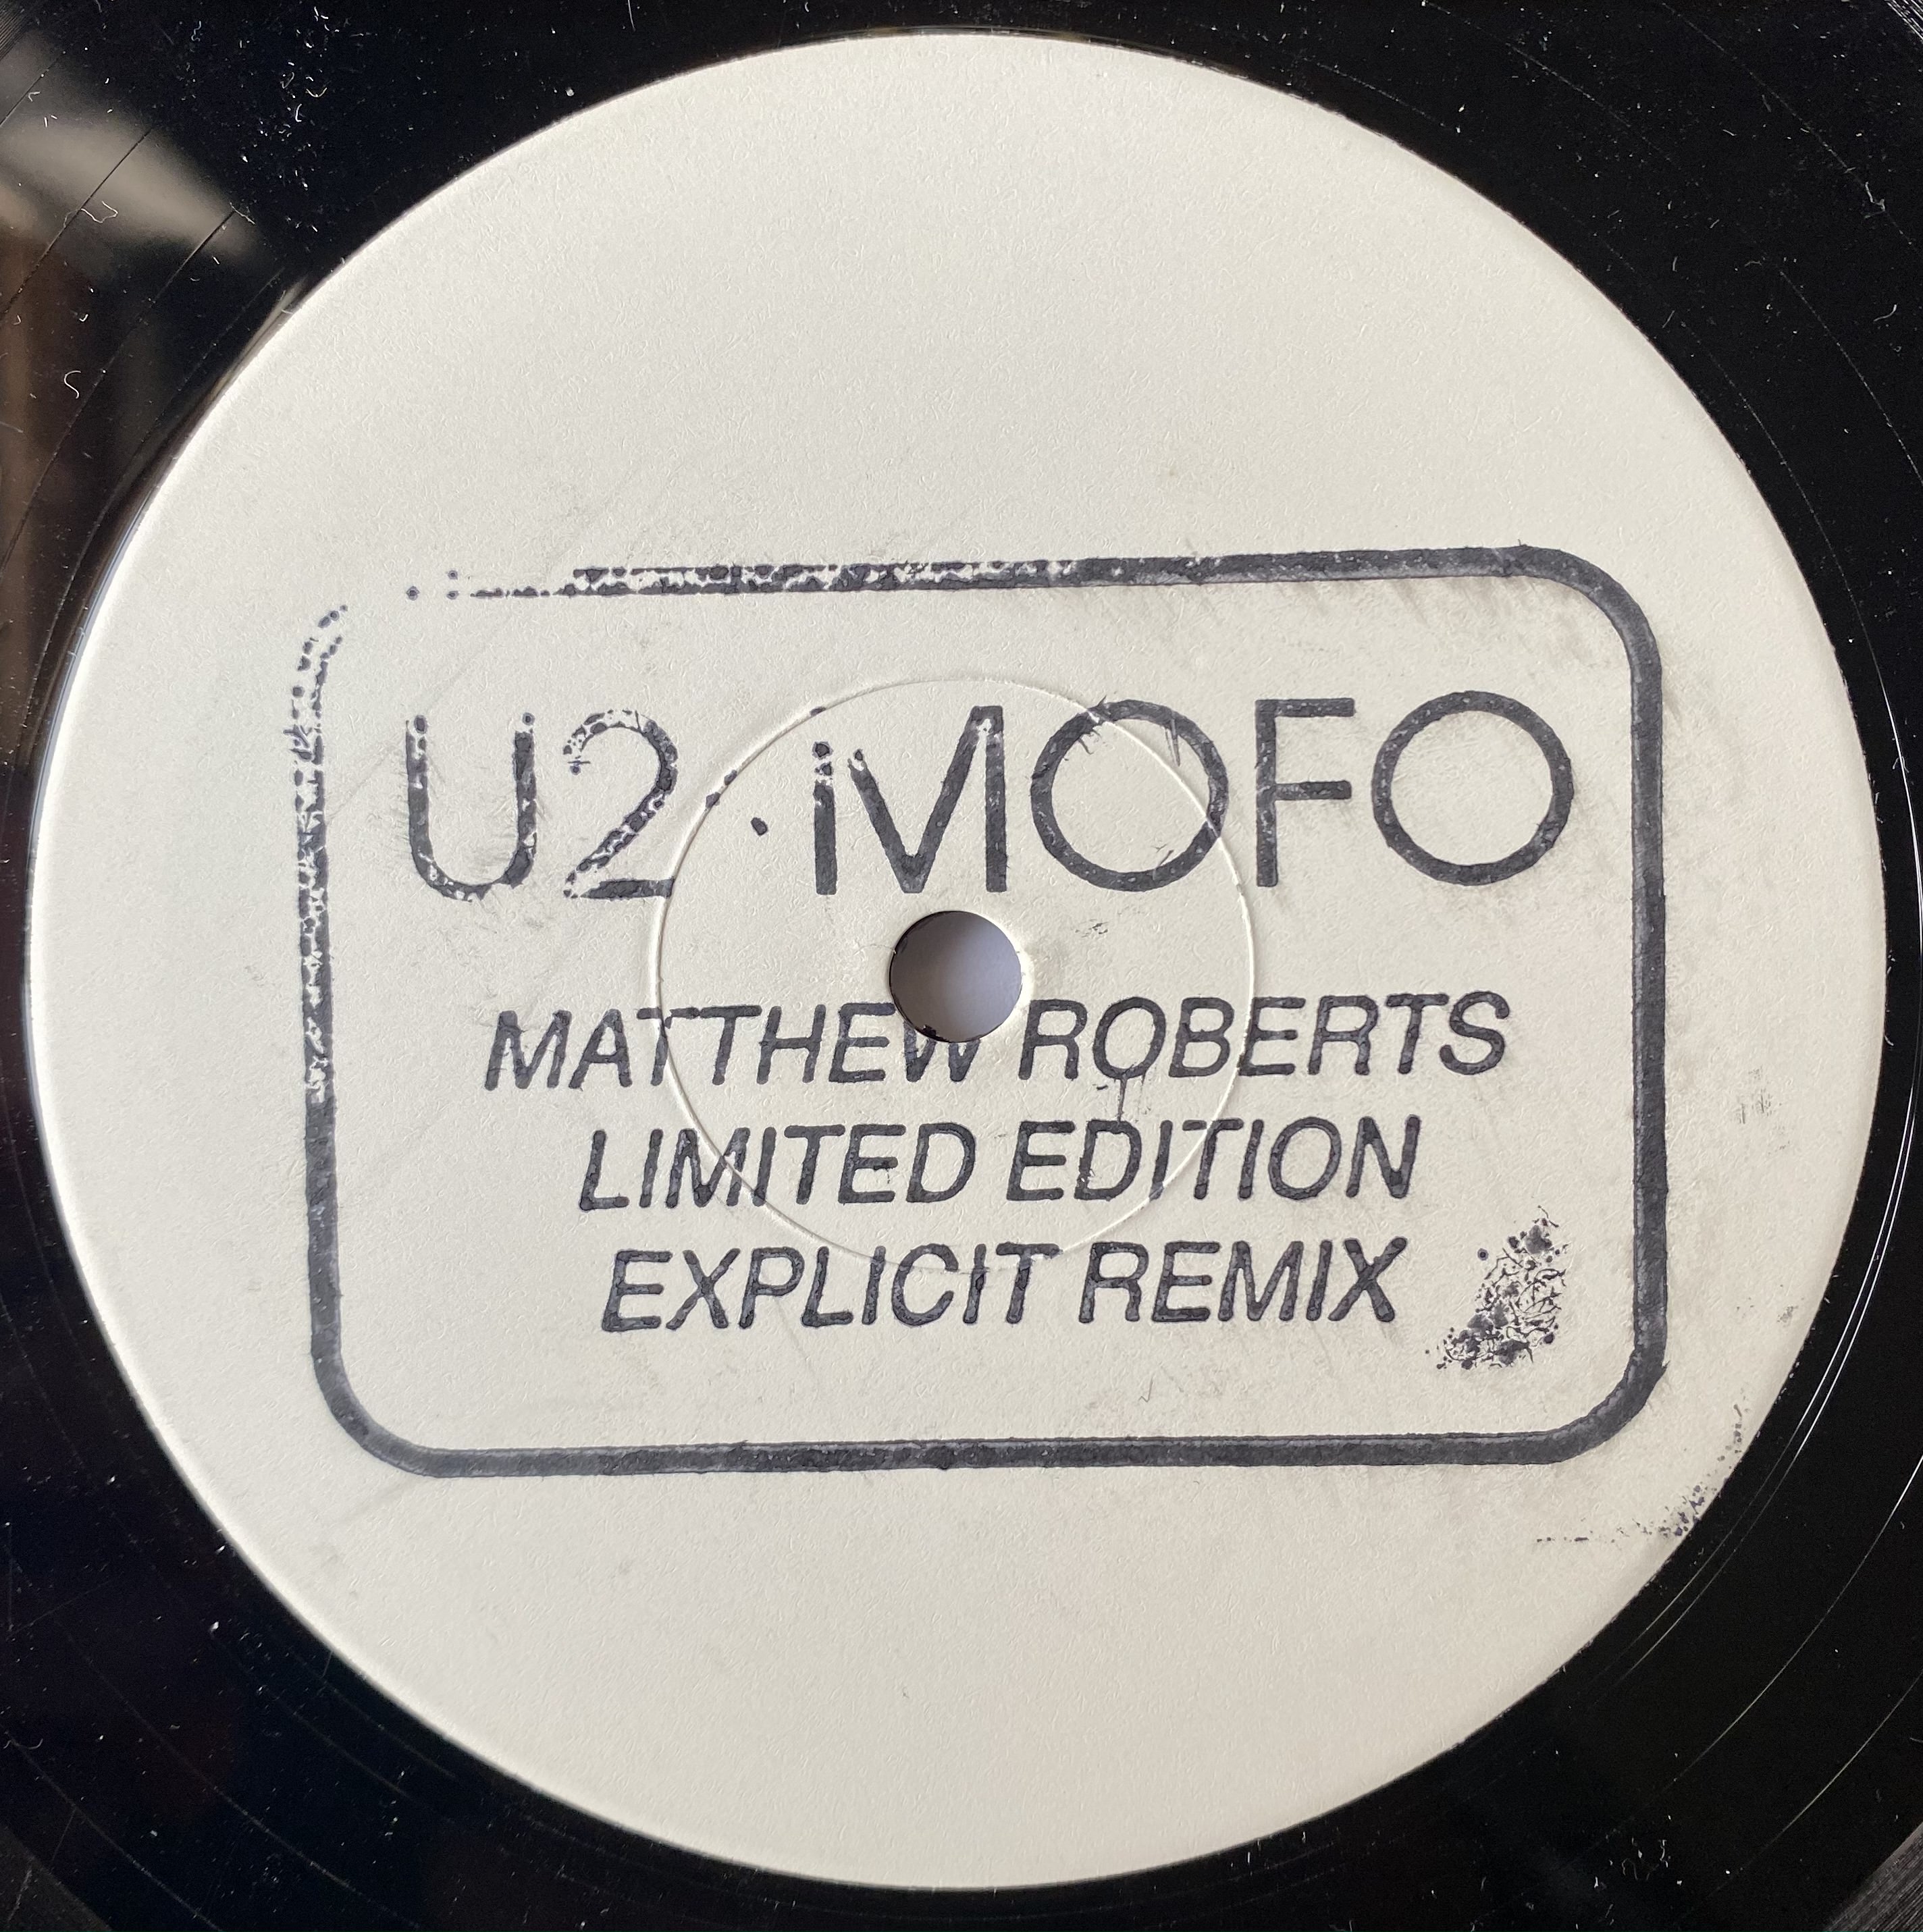 U2 · MOFO
MATTHEW ROBERTS
LIMITED EDITION
EXPLICIT REMIX